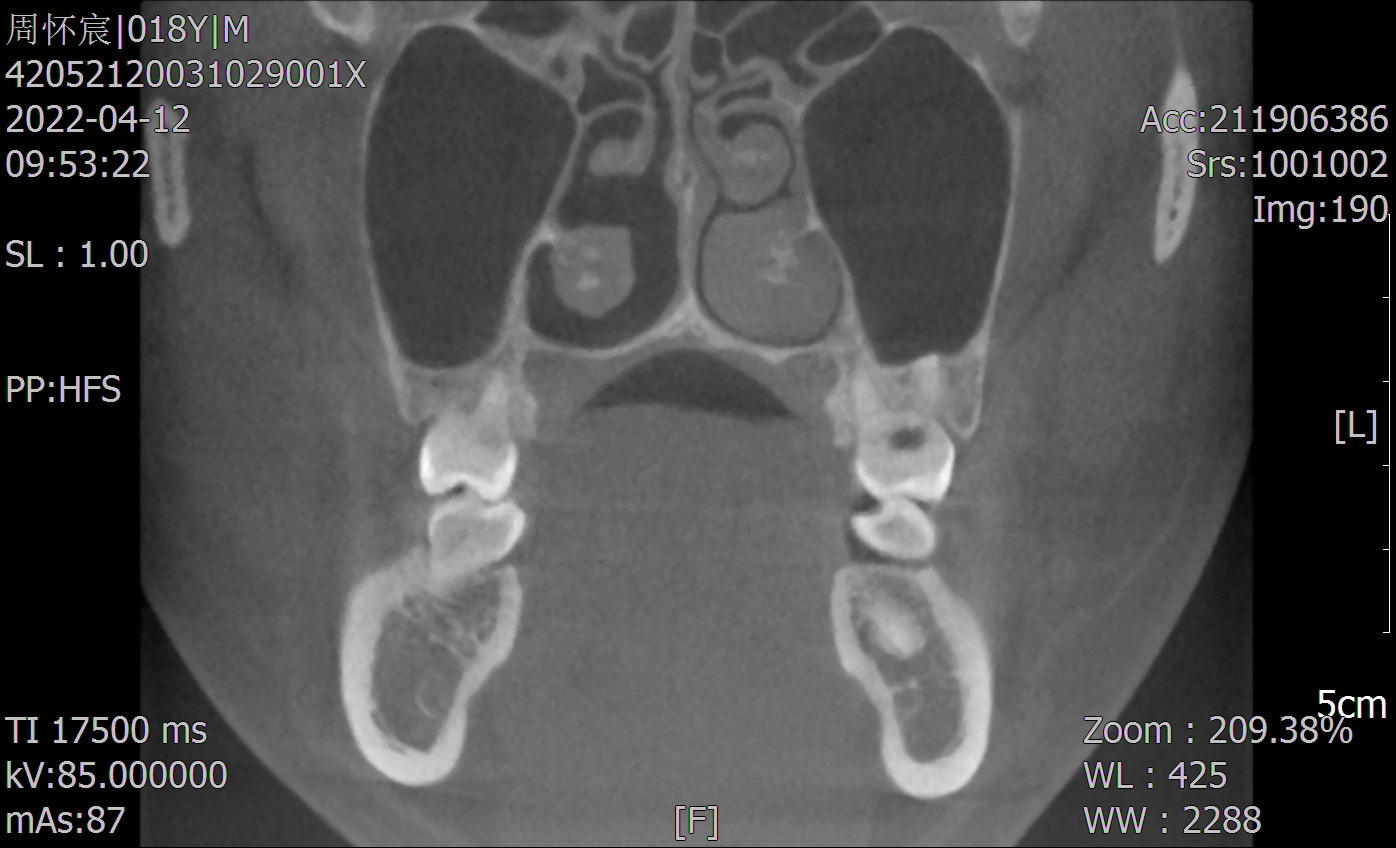 周怀宸|018Y|M
42052120031029001X
2022-04-12
09:53:22
SL : 1.00
PP:HFS
TI 17500 ms
kV:85.000000
mAs:87
Acc:211906386
Srs:1001002
Img:190
[L]
5cm
Zoom : 209.38%
WL : 425
WW : 2288
[F]